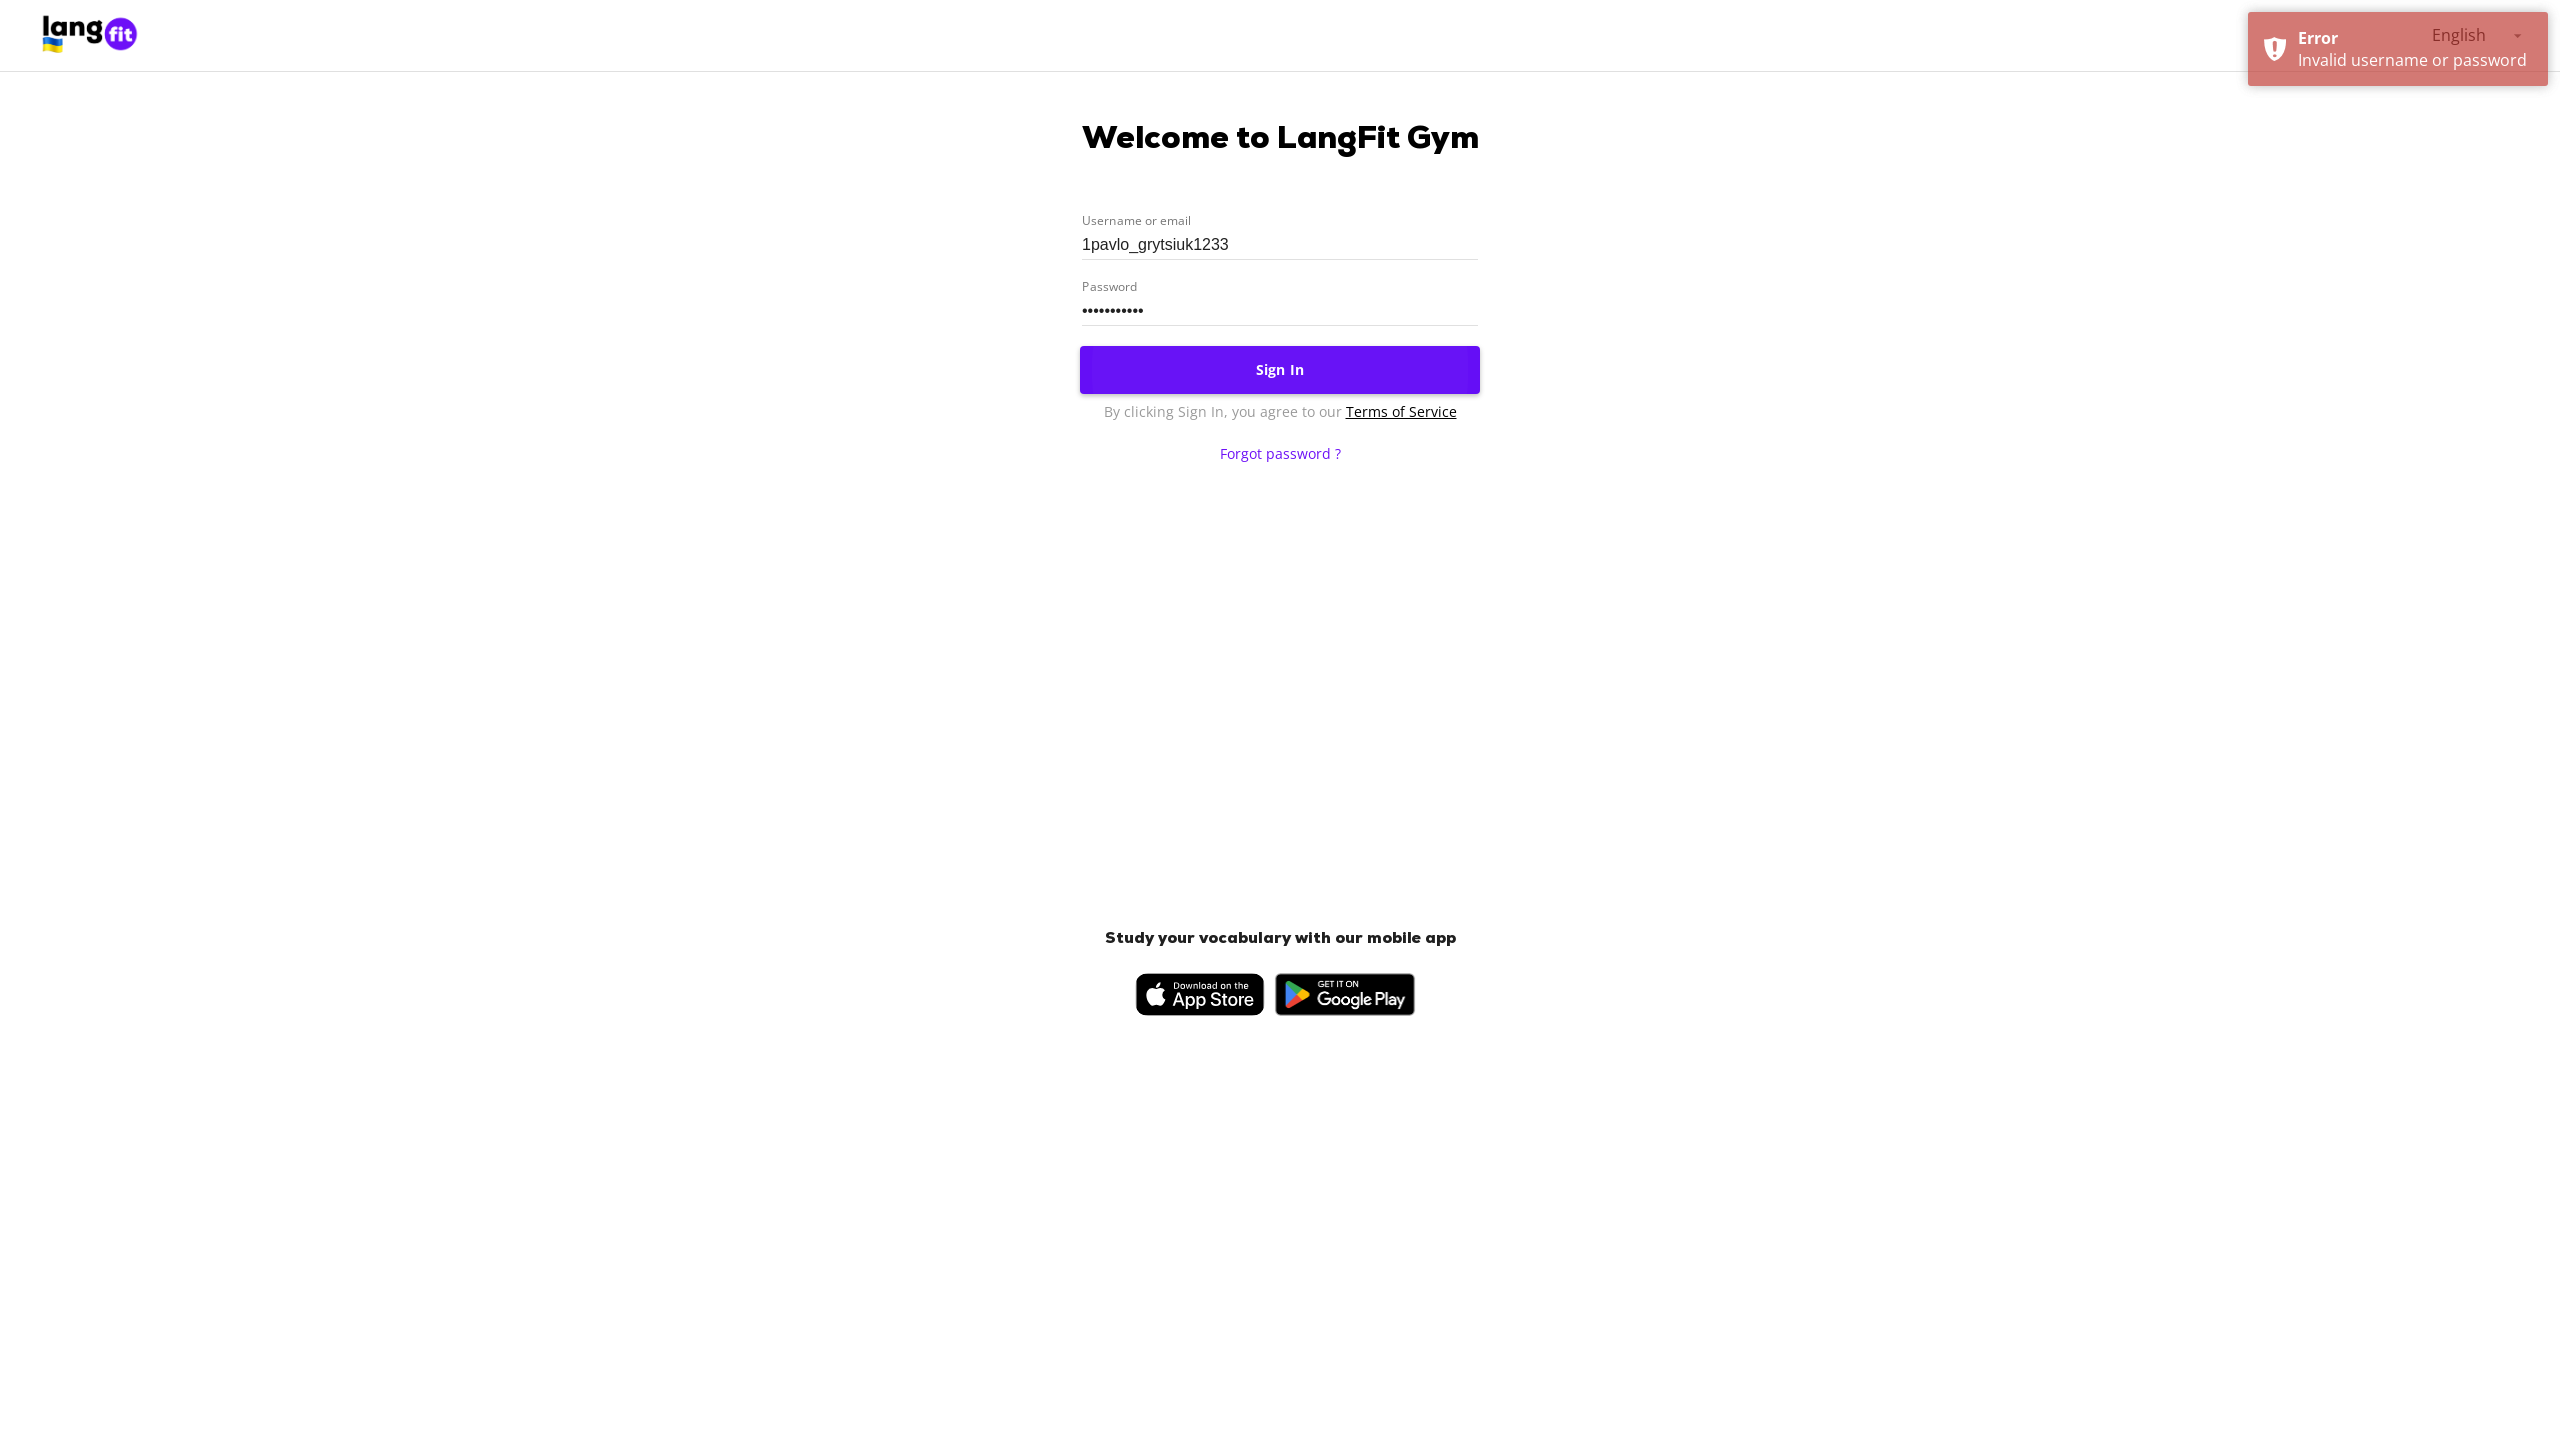 lang fit
English
Error
Invalid username or password
Welcome to LangFit Gym
Username or email
1pavlo_grytsiuk1233
Password
•••••••••••
Sign In
By clicking Sign In, you agree to our Terms of Service
Forgot password ?
Study your vocabulary with our mobile app
Download on the
App Store
GET IT ON
Google Play